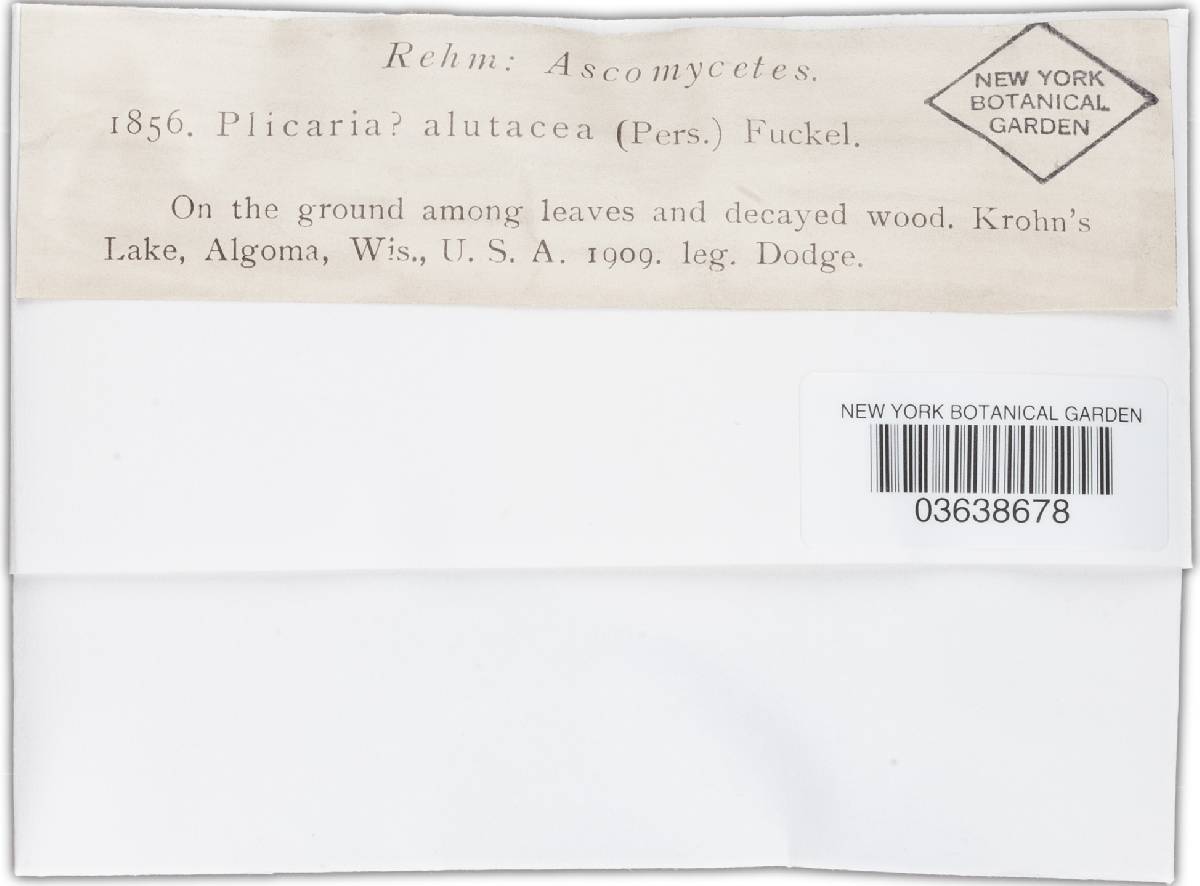 Rehm: Ascomycetes.
1856. Plicaria? alutacea (Pers.) Fuckel.
NEW YORK
BOTANICAL
GARDEN
On the ground among leaves and decayed wood. Krohn's
Lake, Algoma, Wis., U. S. A. 1909. leg. Dodge.
NEW YORK BOTANICAL GARDEN
03638678